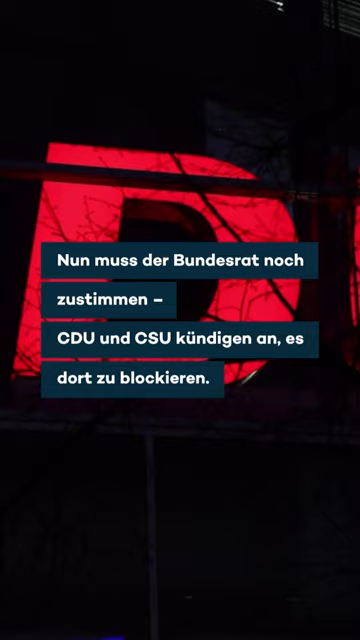 D
Nun muss der Bundesrat noch
zustimmen –
CDU und CSU kündigen an, es
dort zu blockieren.